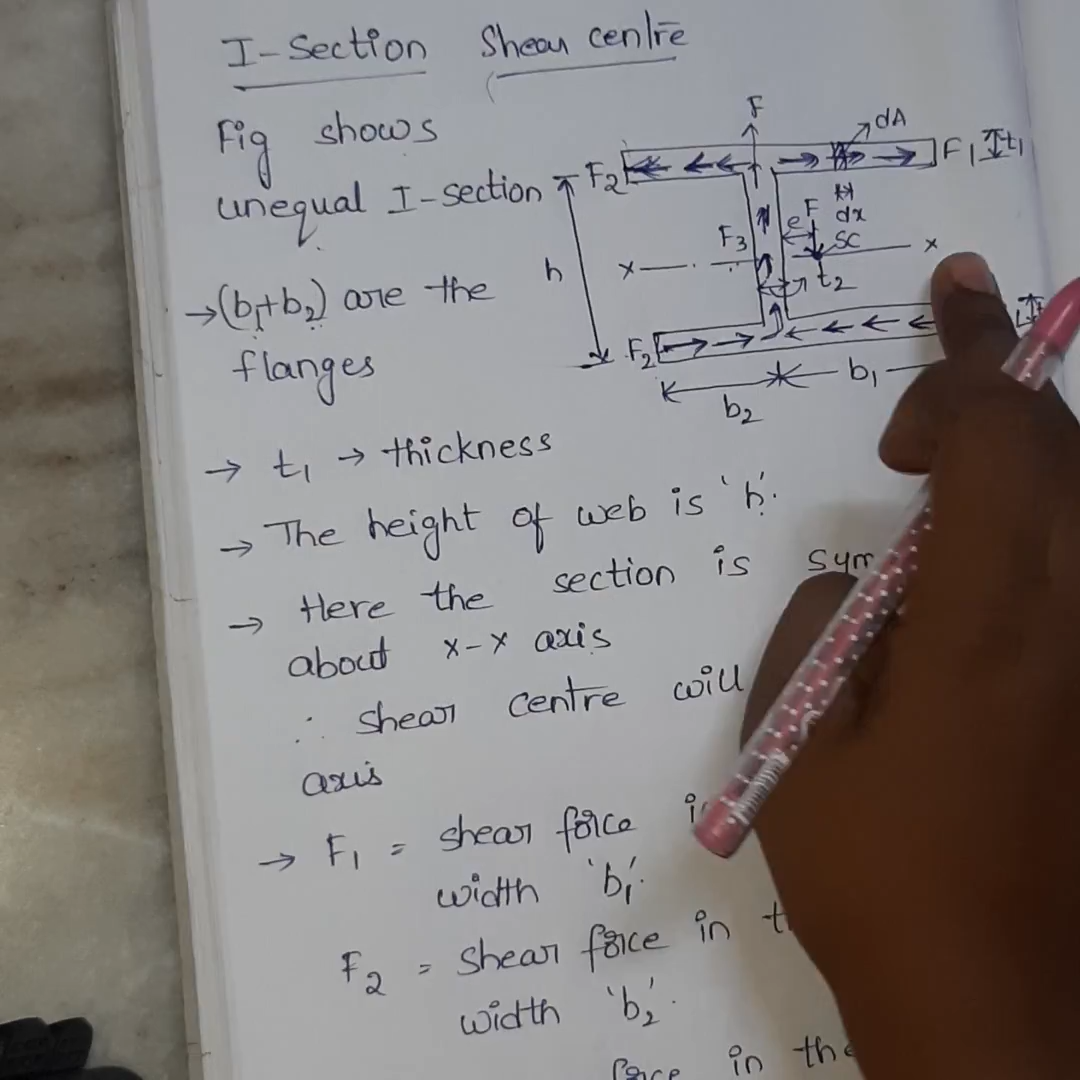 I-Section Shear centre
Fig shows
unequal I-section
→(b1+b2) are the
flanges
→ t1 → thickness
→ The height of web is 'h'.
→ Here the section is sym
about x-x axis
∴ shear centre will
axis
→ F1 = shear force
width 'b1'.
F2 = shear force in
width 'b2'.
force in the
F
dA
F2
F1
t1
dx
e
F
F3
SC
h
x
x
t2
F2
b2
b1